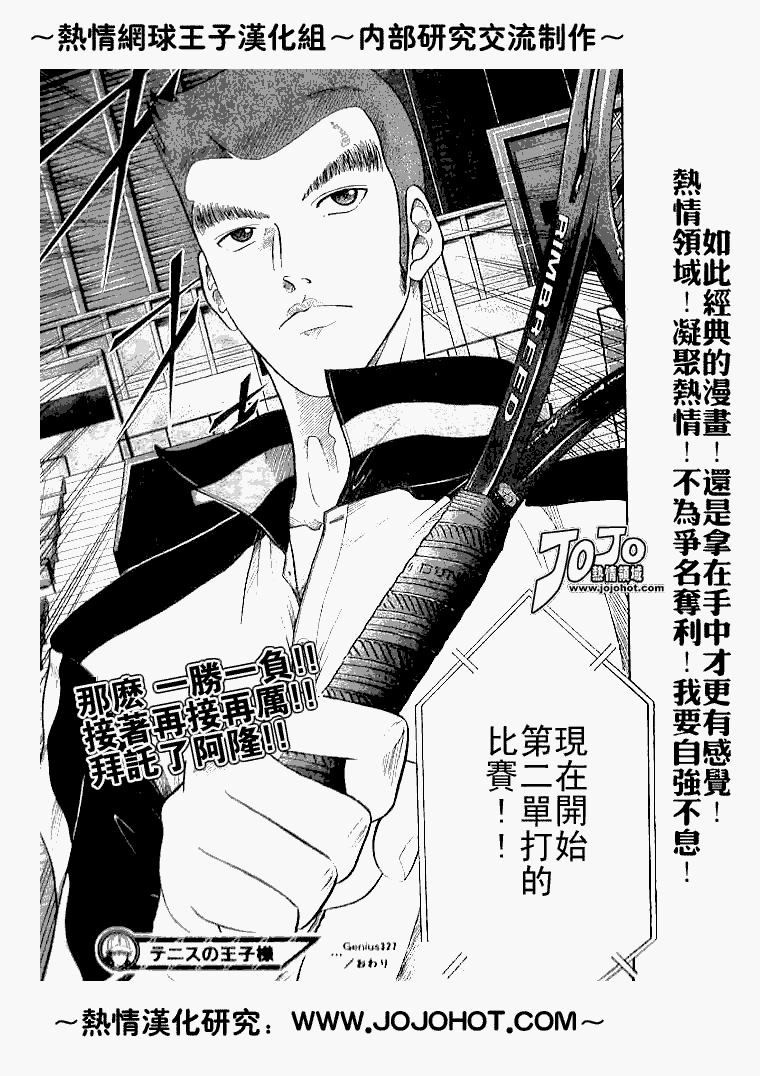 ～熱情網球王子漢化組～內部研究交流制作～
如此經典的漫畫！還是拿在手中才更有感覺！
熱情領域！凝聚熱情！不為爭名奪利！我要自強不息！
RIMBREED
JOJO
熱情領域
www.jojohot.com
現在開始
第二單打的
比賽！！
那麽 一勝一負!!
接著再接再厲!!
拜託了阿隆!!
テニスの王子様
…Genius327
／おわり
～熱情漢化研究：WWW.JOJOHOT.COM～